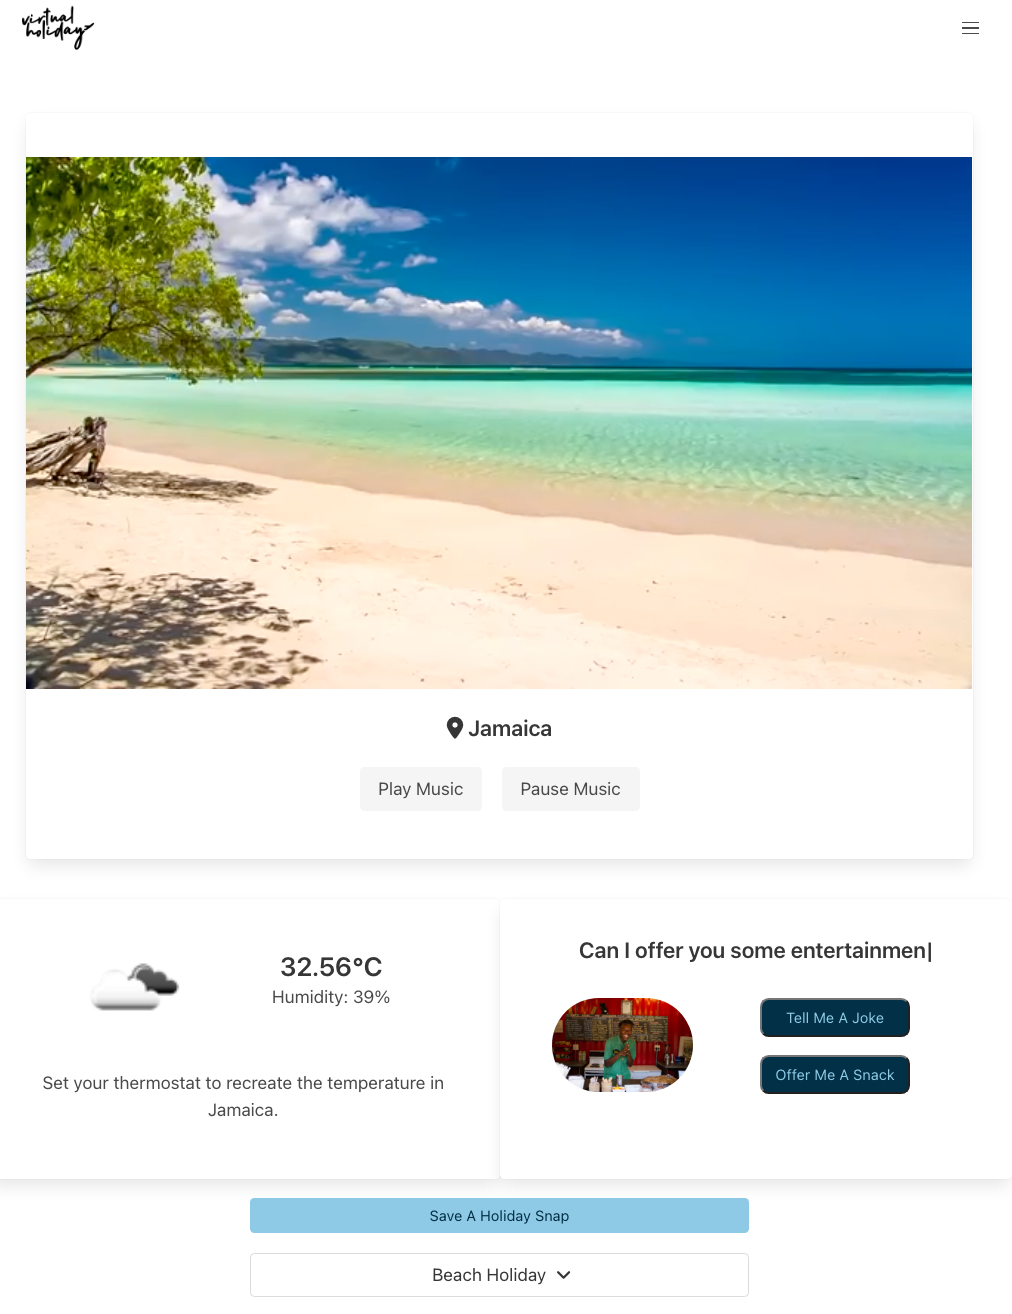 virtual
holiday
Jamaica
Play Music
Pause Music
32.56°C
Humidity: 39%
Set your thermostat to recreate the temperature in
Jamaica.
Can I offer you some entertainmen|
Tell Me A Joke
Offer Me A Snack
Save A Holiday Snap
Beach Holiday